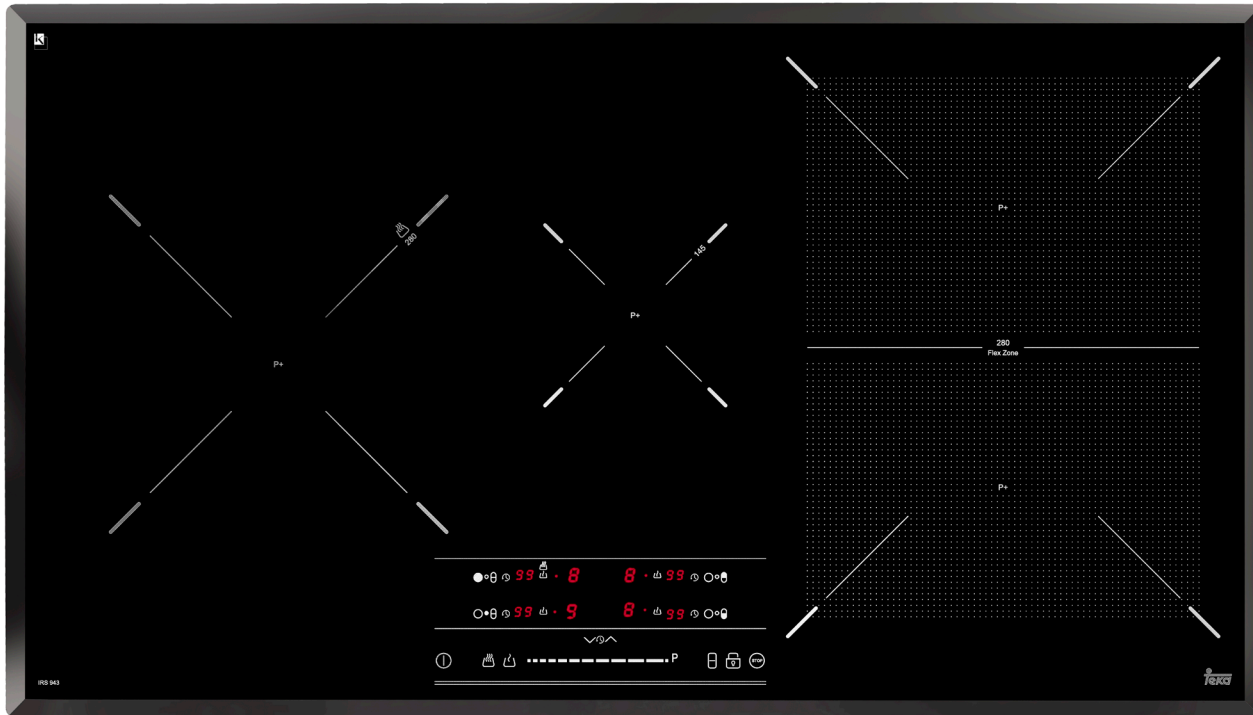 K
280
145
P+
P+
P+
280
Flex Zone
P+
99 8 8 99
99 9 8 99
P
STOP
IRS 943
Teka